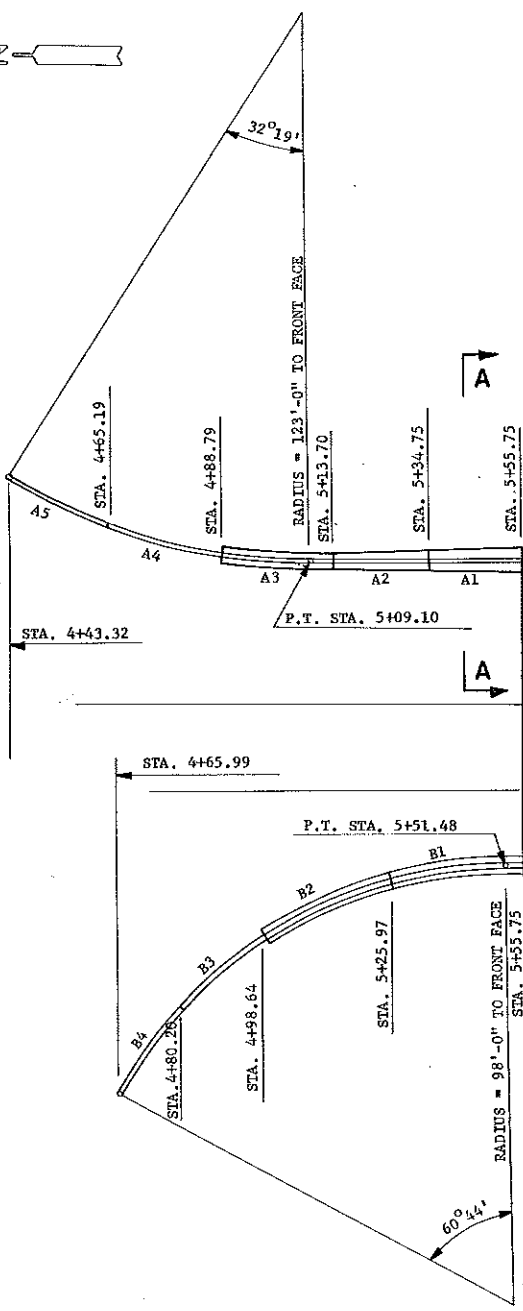 32°19'
RADIUS = 123'-0" TO FRONT FACE
A
STA. 4+65.19
STA. 4+88.79
STA. 5+13.70
STA. 5+34.75
STA. 5+55.75
A5
A4
A3
A2
A1
P.T. STA. 5+09.10
STA. 4+43.32
A
STA. 4+65.99
P.T. STA. 5+51.48
B1
B2
B3
B4
STA. 4+80.26
STA. 4+98.64
STA. 5+25.97
RADIUS = 98'-0" TO FRONT FACE
STA. 5+55.75
60°44'